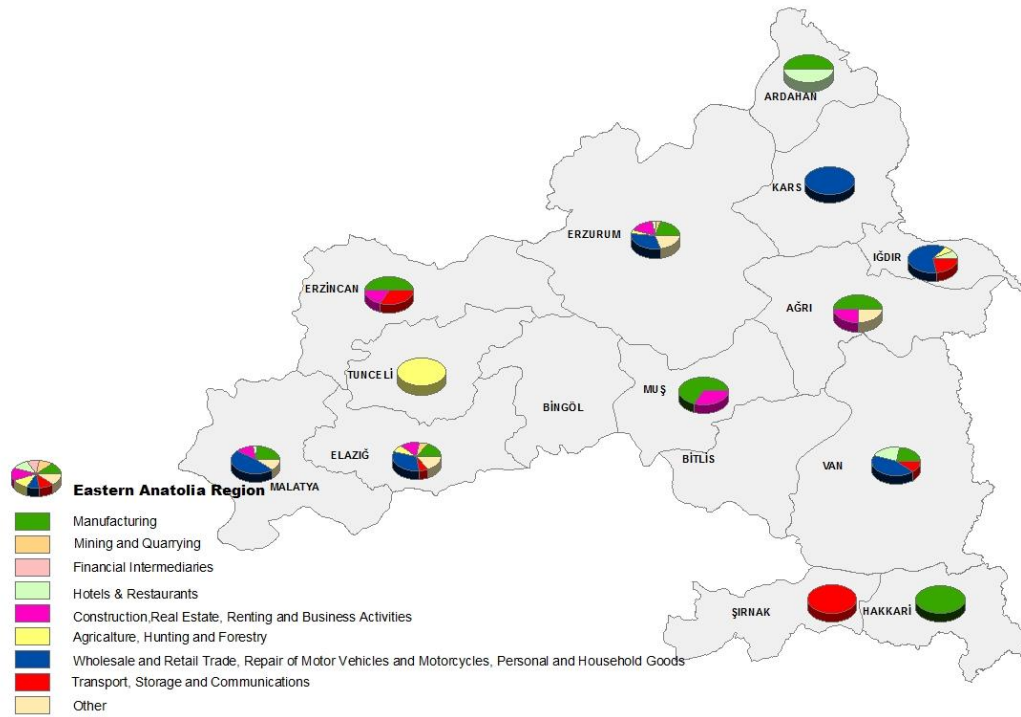 ARDAHAN
KARS
ERZURUM
IĞDIR
ERZİNCAN
AĞRI
TUNCELİ
MUŞ
BİNGÖL
ELAZIĞ
BİTLİS
VAN
MALATYA
Eastern Anatolia Region
Manufacturing
Mining and Quarrying
Financial Intermediaries
Hotels & Restaurants
Construction,Real Estate, Renting and Business Activities
ŞIRNAK
HAKKARİ
Agriculture, Hunting and Forestry
Wholesale and Retail Trade, Repair of Motor Vehicles and Motorcycles, Personal and Household Goods
Transport, Storage and Communications
Other